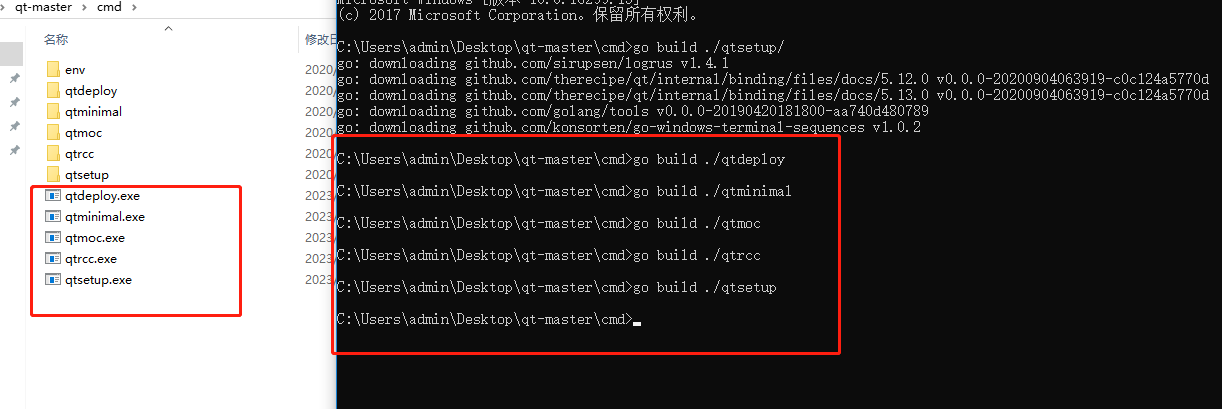 qt-master > cmd >
名称
修改日
env
2020/
qtdeploy
2020/
qtminimal
2020/
qtmoc
2020/
qtrcc
2020/
qtsetup
2020/
qtdeploy.exe
2023/
qtminimal.exe
2023/
qtmoc.exe
2023/
qtrcc.exe
2023/
qtsetup.exe
2023/
(c) 2017 Microsoft Corporation。保留所有权利。
C:\Users\admin\Desktop\qt-master\cmd>go build ./qtsetup/
go: downloading github.com/sirupsen/logrus v1.4.1
go: downloading github.com/therecipe/qt/internal/binding/files/docs/5.12.0 v0.0.0-20200904063919-c0c124a5770d
go: downloading github.com/therecipe/qt/internal/binding/files/docs/5.13.0 v0.0.0-20200904063919-c0c124a5770d
go: downloading github.com/golang/tools v0.0.0-20190420181800-aa740d480789
go: downloading github.com/konsorten/go-windows-terminal-sequences v1.0.2
C:\Users\admin\Desktop\qt-master\cmd>go build ./qtdeploy
C:\Users\admin\Desktop\qt-master\cmd>go build ./qtminimal
C:\Users\admin\Desktop\qt-master\cmd>go build ./qtmoc
C:\Users\admin\Desktop\qt-master\cmd>go build ./qtrcc
C:\Users\admin\Desktop\qt-master\cmd>go build ./qtsetup
C:\Users\admin\Desktop\qt-master\cmd>